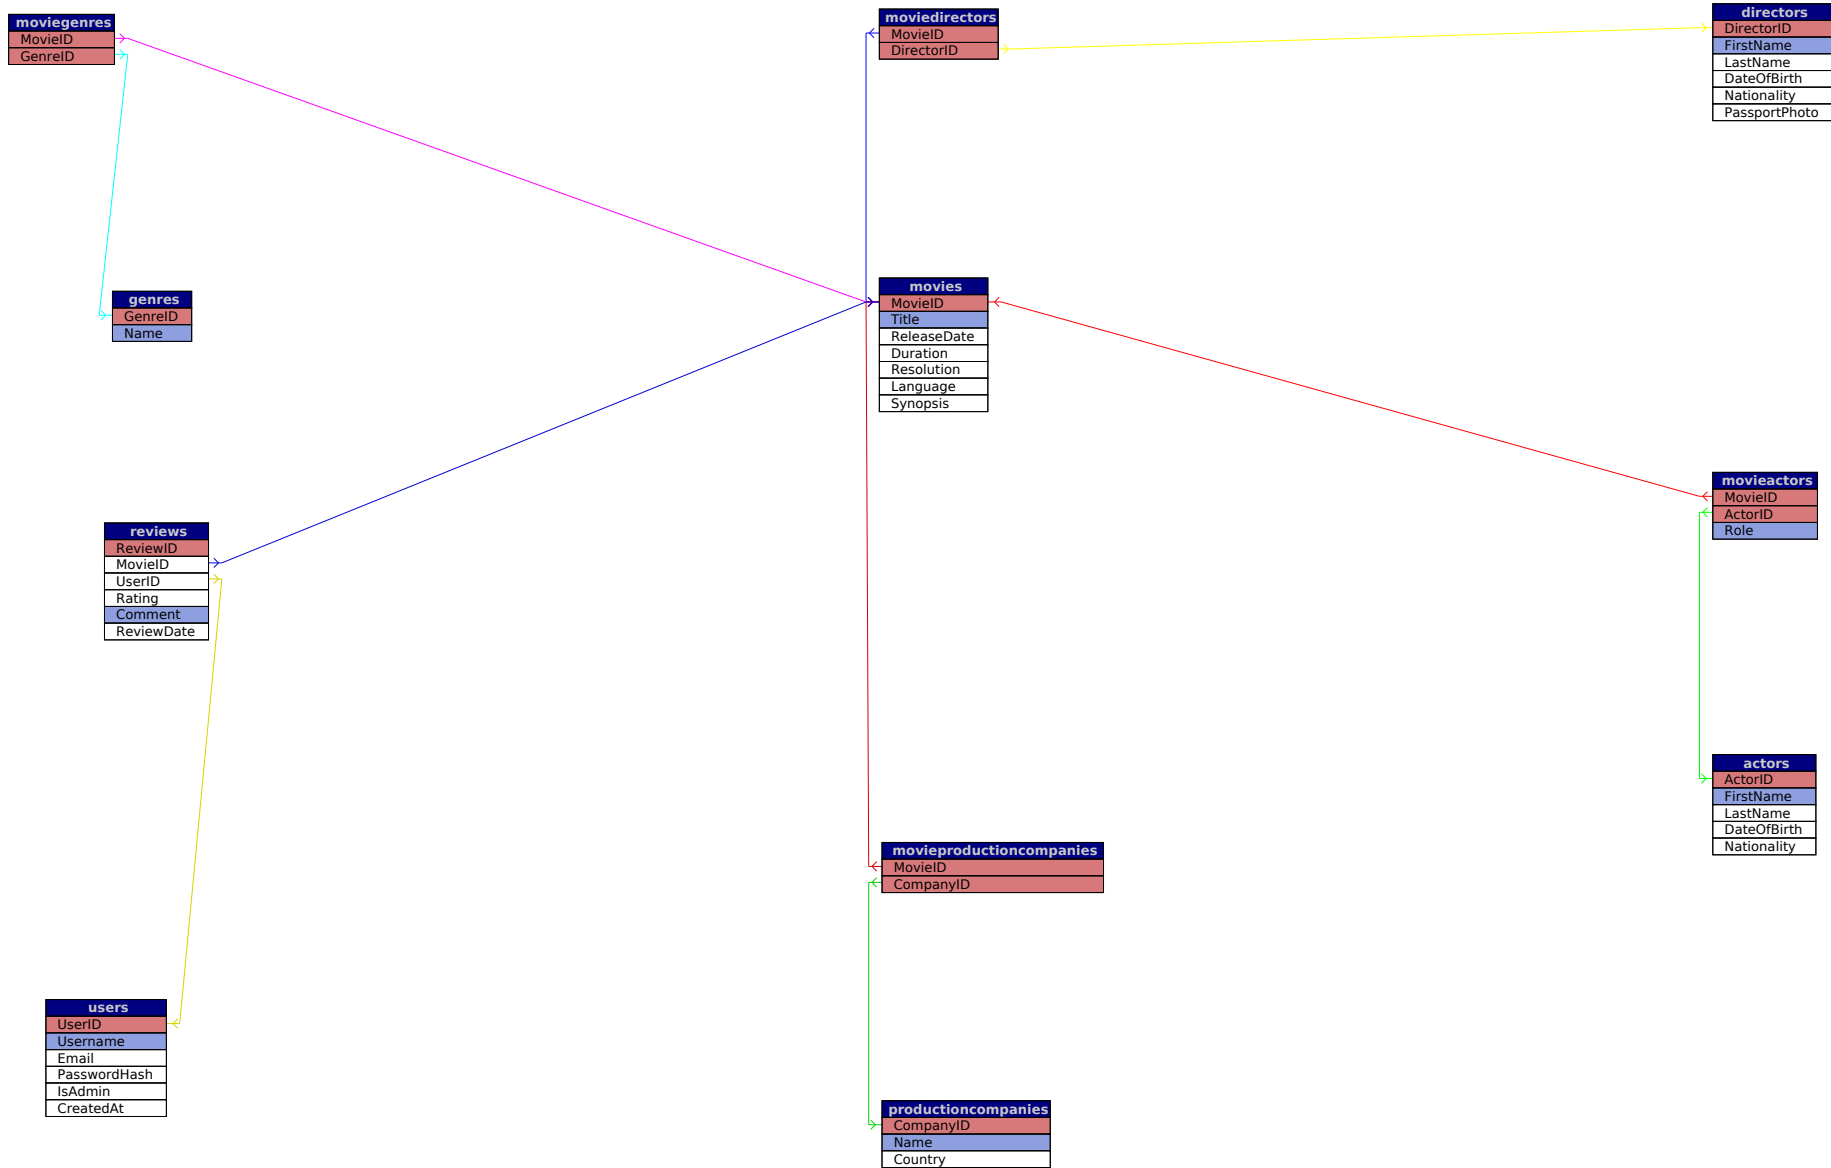 moviegenres
MovieID
GenreID
moviedirectors
MovieID
DirectorID
directors
DirectorID
FirstName
LastName
DateOfBirth
Nationality
PassportPhoto
genres
GenreID
Name
movies
MovieID
Title
ReleaseDate
Duration
Resolution
Language
Synopsis
movieactors
MovieID
ActorID
Role
reviews
ReviewID
MovieID
UserID
Rating
Comment
ReviewDate
actors
ActorID
FirstName
LastName
DateOfBirth
Nationality
movieproductioncompanies
MovieID
CompanyID
users
UserID
Username
Email
PasswordHash
IsAdmin
CreatedAt
productioncompanies
CompanyID
Name
Country